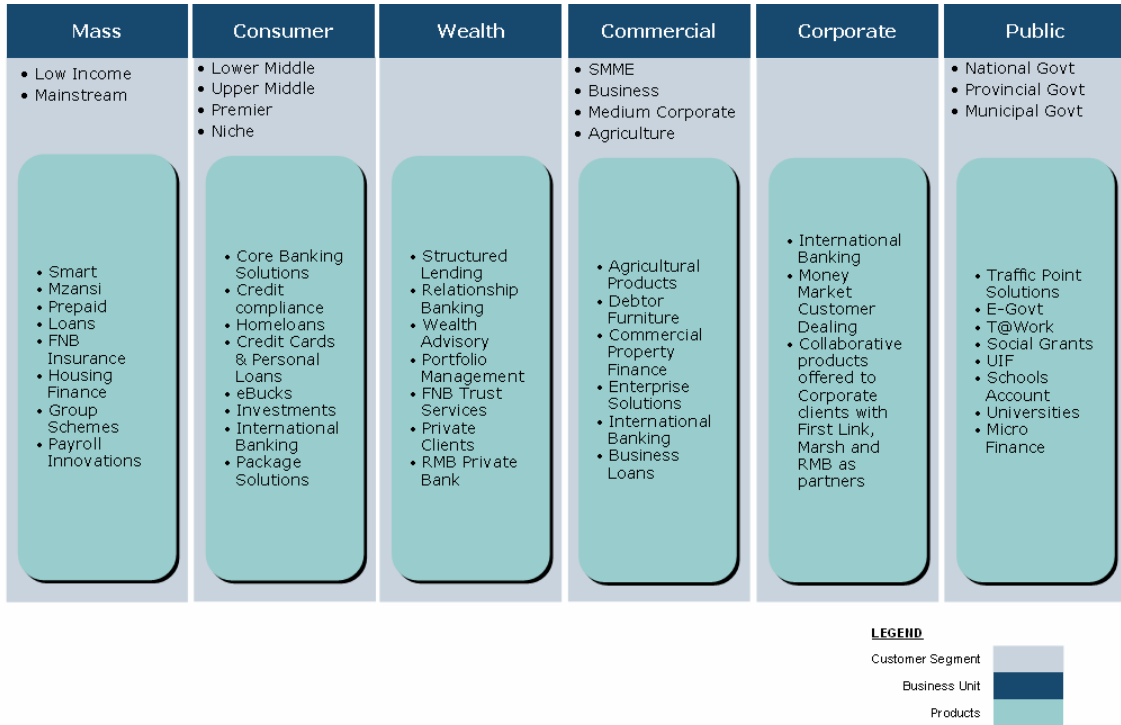 Mass
• Low Income
• Mainstream
• Smart
• Mzansi
• Prepaid
• Loans
• FNB
Insurance
• Housing
Finance
• Group
Schemes
• Payroll
Innovations
Consumer
• Lower Middle
• Upper Middle
• Premier
• Niche
• Core Banking
Solutions
• Credit
compliance
• Homeloans
• Credit Cards
& Personal
Loans
• eBucks
• Investments
• International
Banking
• Package
Solutions
Wealth
• Structured
Lending
• Relationship
Banking
• Wealth
Advisory
• Portfolio
Management
• FNB Trust
Services
• Private
Clients
• RMB Private
Bank
Commercial
• SMME
• Business
• Medium Corporate
• Agriculture
• Agricultural
Products
• Debtor
Furniture
• Commercial
Property
Finance
• Enterprise
Solutions
• International
Banking
• Business
Loans
Corporate
• International
Banking
• Money
Market
Customer
Dealing
• Collaborative
products
offered to
Corporate
clients with
First Link,
Marsh and
RMB as
partners
Public
• National Govt
• Provincial Govt
• Municipal Govt
• Traffic Point
Solutions
• E-Govt
• T@Work
• Social Grants
• UIF
• Schools
Account
• Universities
• Micro
Finance
LEGEND
Customer Segment
Business Unit
Products